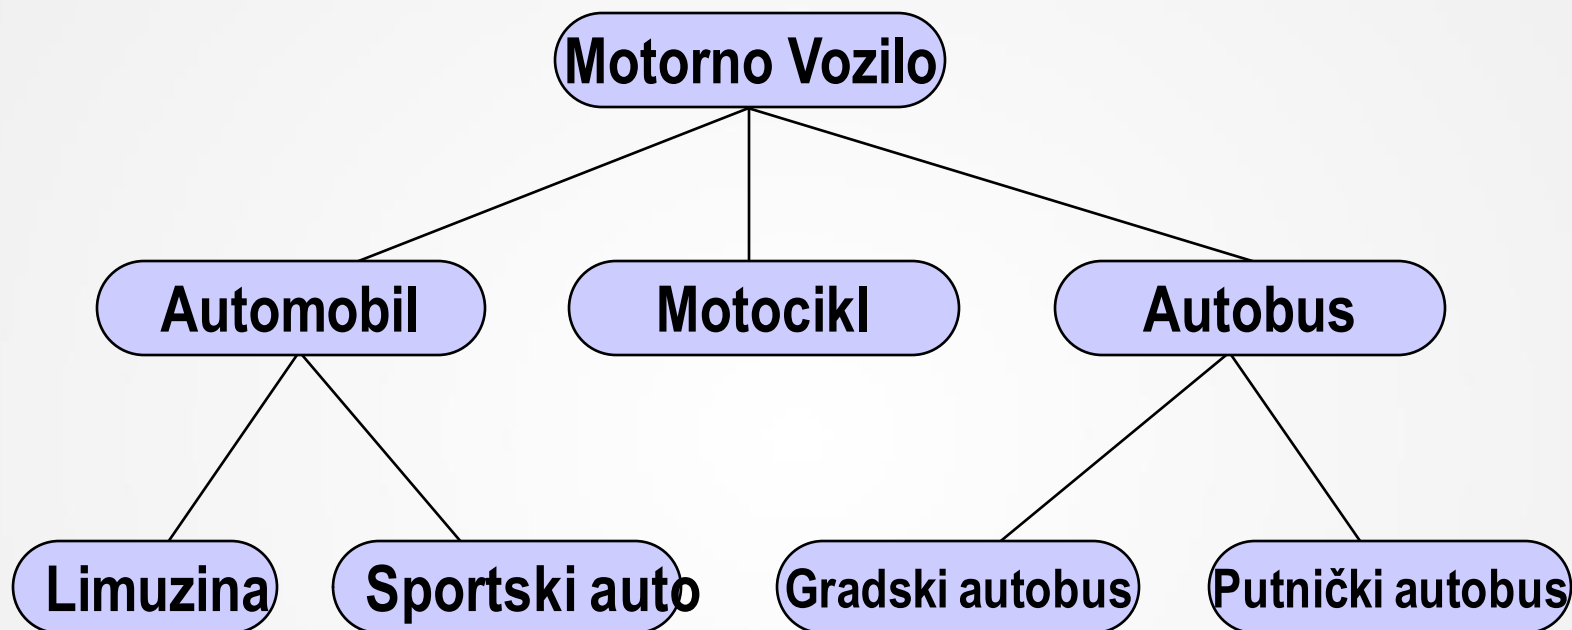 Motorno Vozilo
Automobil
Motocikl
Autobus
Limuzina
Sportski auto
Gradski autobus
Putnički autobus